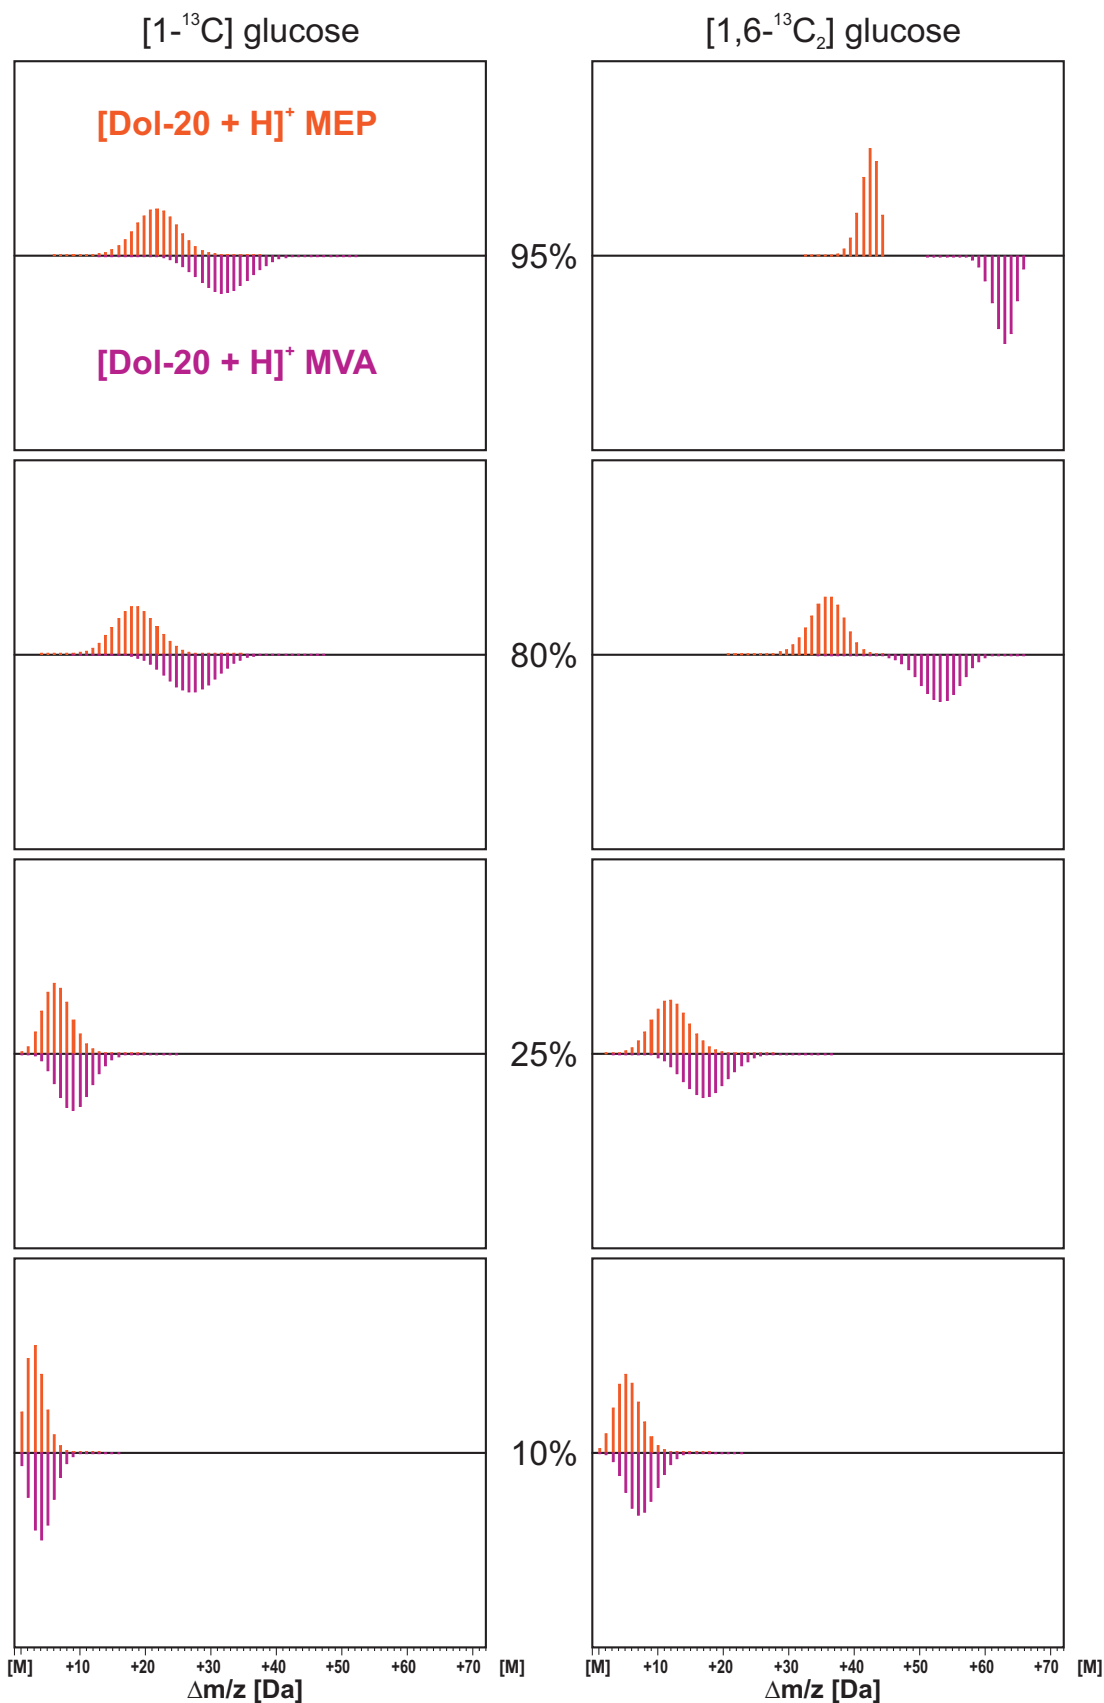 [1-¹³C] glucose [1,6-¹³C₂] glucose
[Dol-20 + H]⁺ MEP
95%
[Dol-20 + H]⁺ MVA
80%
25%
10%
[M] +10 +20 +30 +40 +50 +60 +70 [M] [M] +10 +20 +30 +40 +50 +60 +70 [M]
Δm/z [Da] Δm/z [Da]